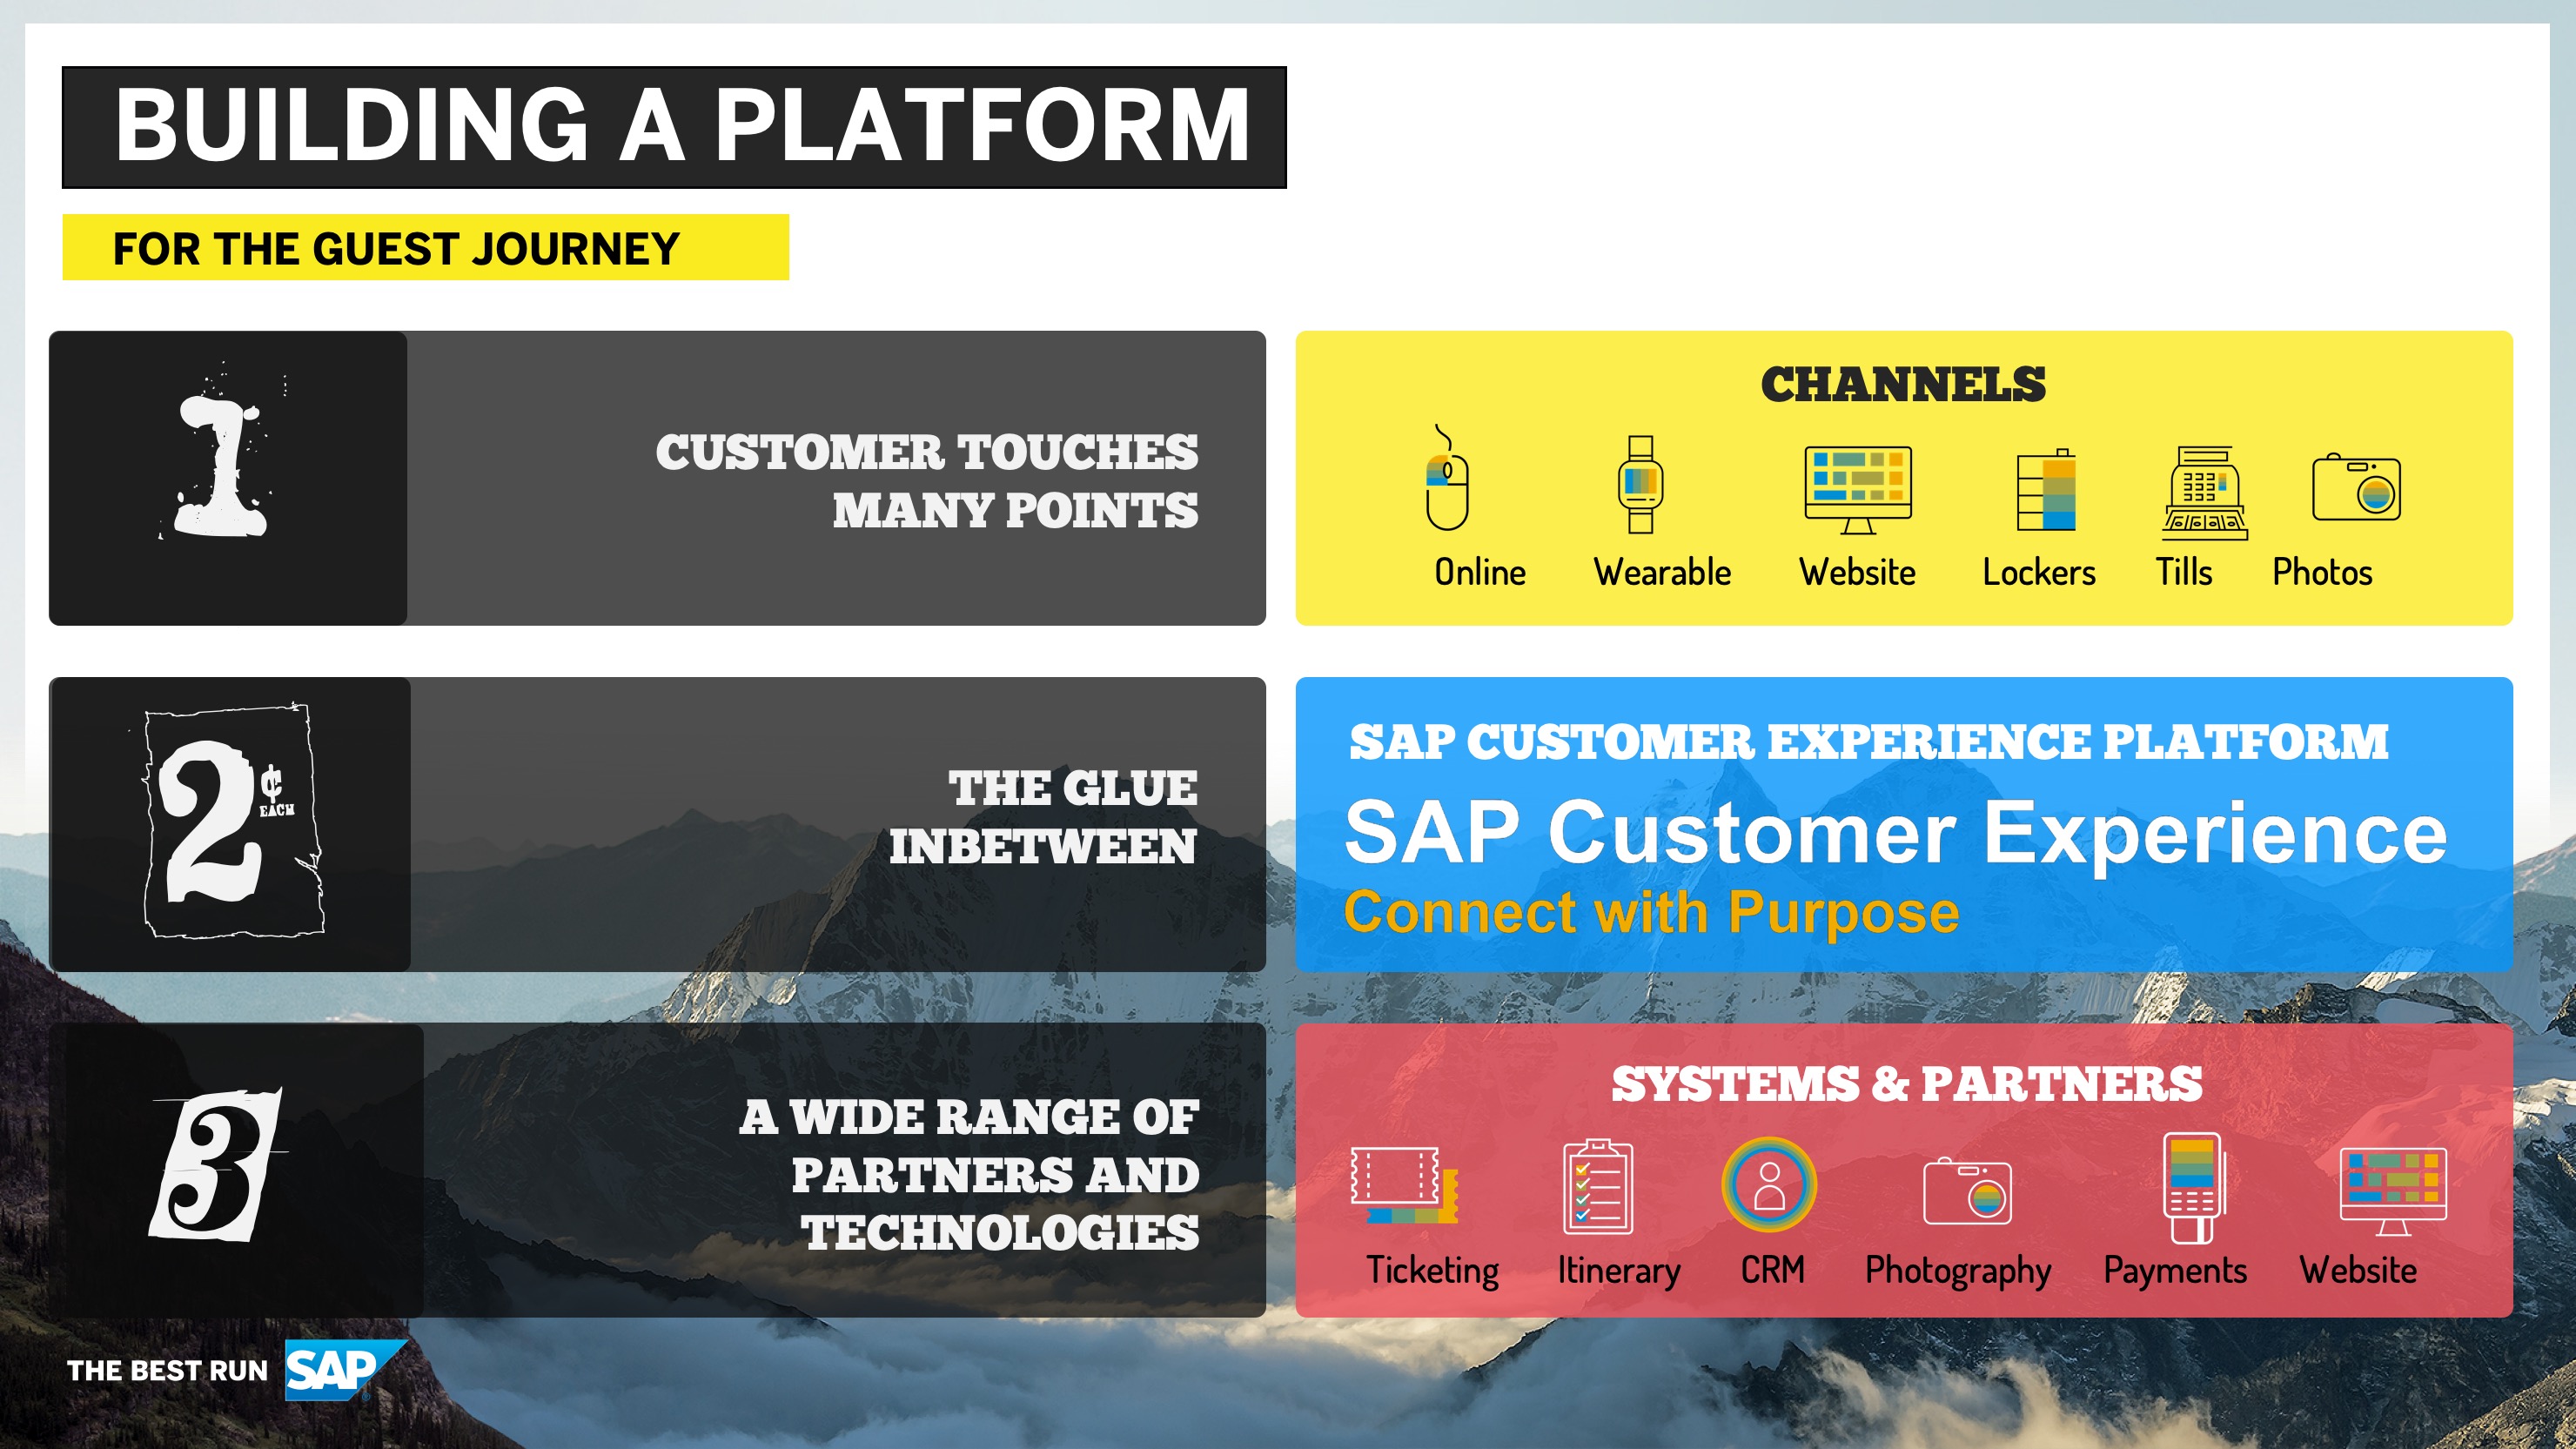 BUILDING A PLATFORM
FOR THE GUEST JOURNEY
1
CUSTOMER TOUCHES
MANY POINTS
CHANNELS
Online Wearable Website Lockers Tills Photos
2¢
EACH
THE GLUE
INBETWEEN
SAP CUSTOMER EXPERIENCE PLATFORM
SAP Customer Experience
Connect with Purpose
3
A WIDE RANGE OF
PARTNERS AND
TECHNOLOGIES
SYSTEMS & PARTNERS
Ticketing Itinerary CRM Photography Payments Website
THE BEST RUN SAP